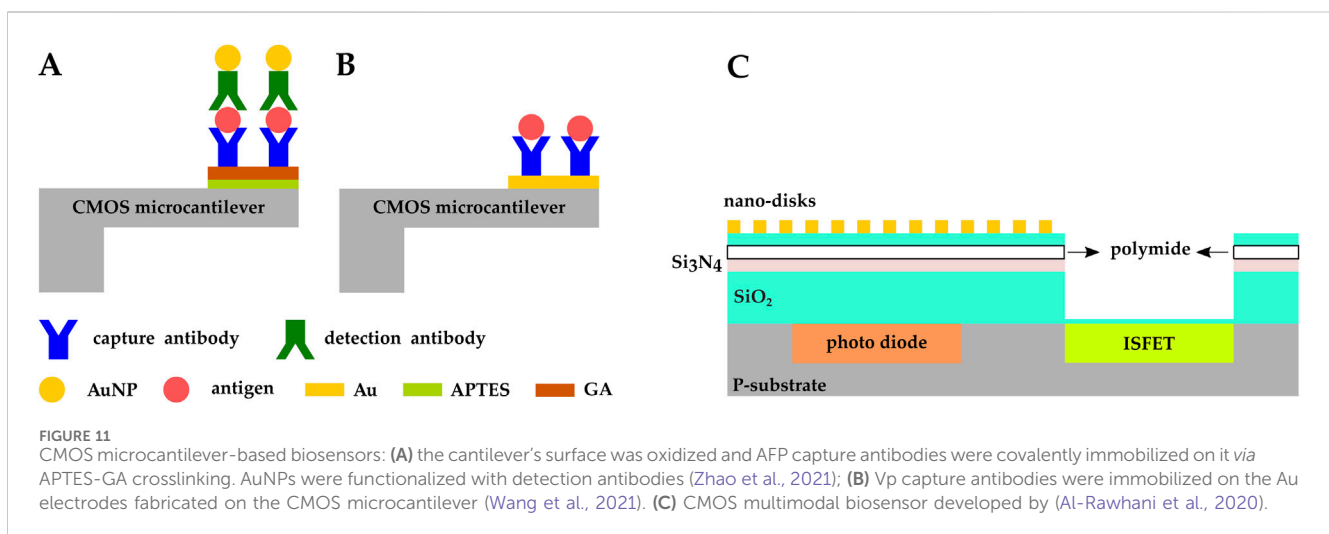 A
B
C
CMOS microcantilever
CMOS microcantilever
nano-disks
Si₃N₄
polymide
SiO₂
photo diode
ISFET
P-substrate
capture antibody
detection antibody
AuNP
antigen
Au
APTES
GA
FIGURE 11
CMOS microcantilever-based biosensors: (A) the cantilever's surface was oxidized and AFP capture antibodies were covalently immobilized on it via
APTES-GA crosslinking. AuNPs were functionalized with detection antibodies (Zhao et al., 2021); (B) Vp capture antibodies were immobilized on the Au
electrodes fabricated on the CMOS microcantilever (Wang et al., 2021). (C) CMOS multimodal biosensor developed by (Al-Rawhani et al., 2020).